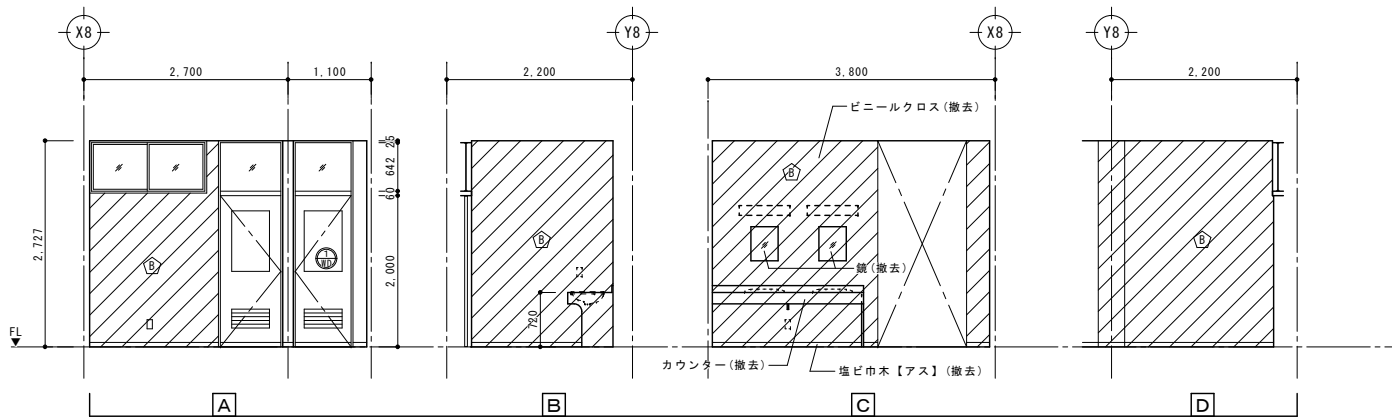 X8
Y8
X8
Y8
2,700
1,100
2,200
3,800
2,200
ビニールクロス(撤去)
25
642
60
2,727
2,000
B
B
B
B
1
WD
鏡(撤去)
720
FL
カウンター(撤去)
塩ビ巾木【アス】(撤去)
A
B
C
D